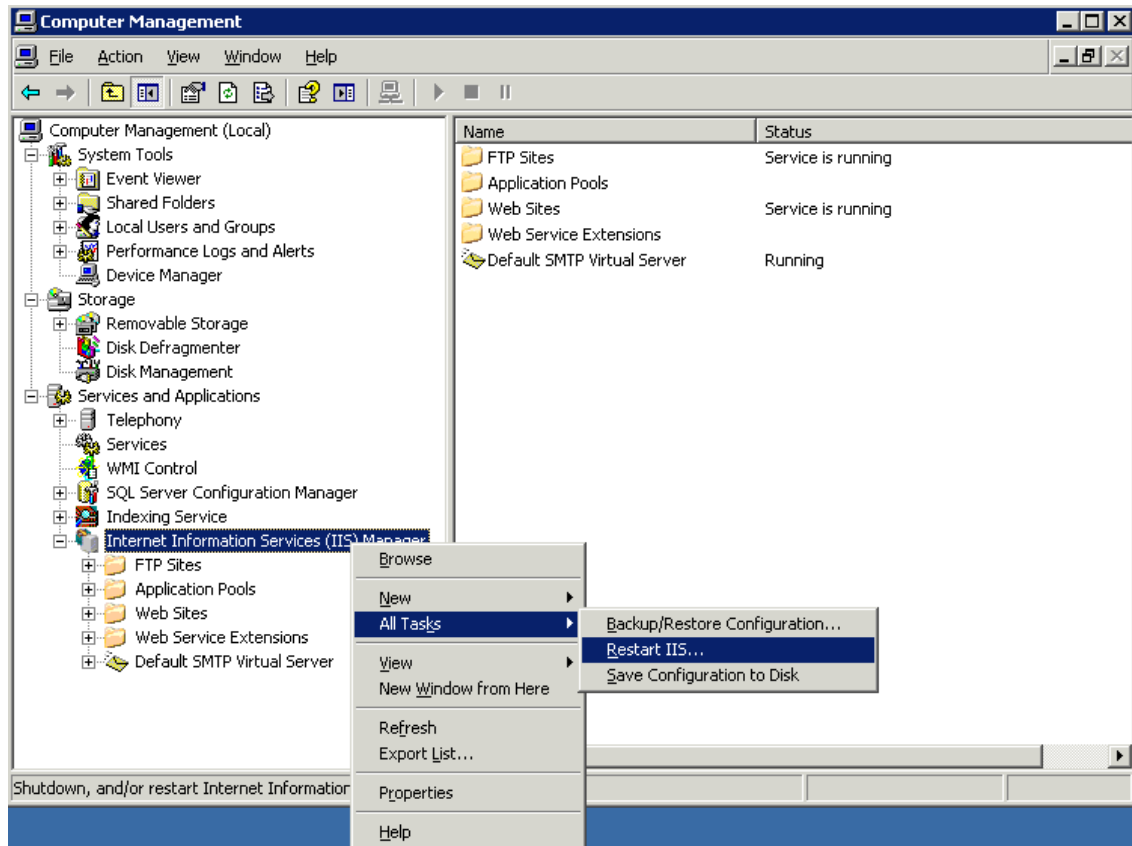 Computer Management
File Action View Window Help
Computer Management (Local)
System Tools
Event Viewer
Shared Folders
Local Users and Groups
Performance Logs and Alerts
Device Manager
Storage
Removable Storage
Disk Defragmenter
Disk Management
Services and Applications
Telephony
Services
WMI Control
SQL Server Configuration Manager
Indexing Service
Internet Information Services (IIS) Manager
FTP Sites
Application Pools
Web Sites
Web Service Extensions
Default SMTP Virtual Server
Name Status
FTP Sites Service is running
Application Pools
Web Sites Service is running
Web Service Extensions
Default SMTP Virtual Server Running
Browse
New
All Tasks
View
New Window from Here
Refresh
Export List...
Properties
Help
Backup/Restore Configuration...
Restart IIS...
Save Configuration to Disk
Shutdown, and/or restart Internet Information